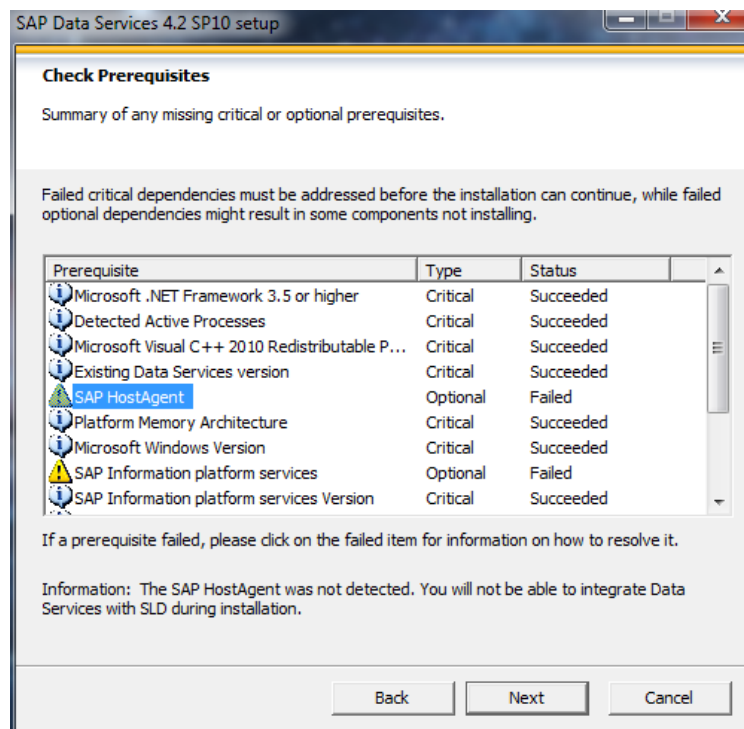 SAP Data Services 4.2 SP10 setup
Check Prerequisites
Summary of any missing critical or optional prerequisites.
Failed critical dependencies must be addressed before the installation can continue, while failed
optional dependencies might result in some components not installing.
Prerequisite Type Status
Microsoft .NET Framework 3.5 or higher Critical Succeeded
Detected Active Processes Critical Succeeded
Microsoft Visual C++ 2010 Redistributable P... Critical Succeeded
Existing Data Services version Critical Succeeded
SAP HostAgent Optional Failed
Platform Memory Architecture Critical Succeeded
Microsoft Windows Version Critical Succeeded
SAP Information platform services Optional Failed
SAP Information platform services Version Critical Succeeded
If a prerequisite failed, please click on the failed item for information on how to resolve it.
Information: The SAP HostAgent was not detected. You will not be able to integrate Data
Services with SLD during installation.
Back Next Cancel